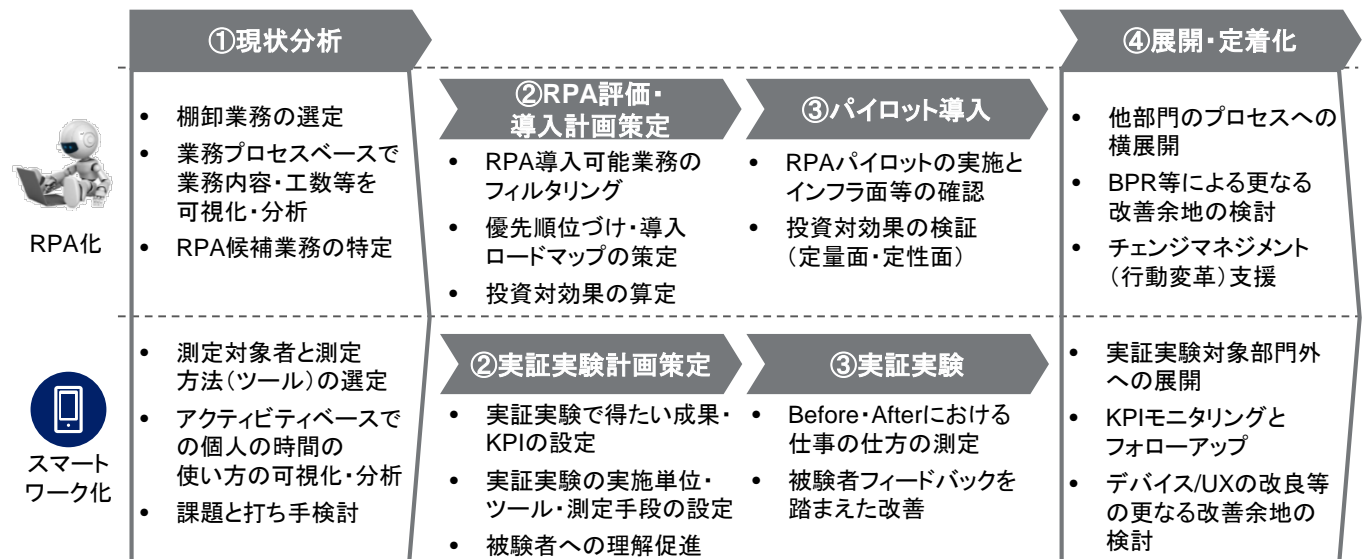 ①現状分析
④展開・定着化
RPA化
• 棚卸業務の選定
• 業務プロセスベースで
業務内容・工数等を
可視化・分析
• RPA候補業務の特定
②RPA評価・
導入計画策定
• RPA導入可能業務の
フィルタリング
• 優先順位づけ・導入
ロードマップの策定
• 投資対効果の算定
③パイロット導入
• RPAパイロットの実施と
インフラ面等の確認
• 投資対効果の検証
（定量面・定性面）
• 他部門のプロセスへの
横展開
• BPR等による更なる
改善余地の検討
• チェンジマネジメント
（行動変革）支援
スマート
ワーク化
• 測定対象者と測定
方法（ツール）の選定
• アクティビティベースで
の個人の時間の
使い方の可視化・分析
• 課題と打ち手検討
②実証実験計画策定
• 実証実験で得たい成果・
KPIの設定
• 実証実験の実施単位・
ツール・測定手段の設定
• 被験者への理解促進
③実証実験
• Before・Afterにおける
仕事の仕方の測定
• 被験者フィードバックを
踏まえた改善
• 実証実験対象部門外
への展開
• KPIモニタリングと
フォローアップ
• デバイス/UXの改良等
の更なる改善余地の
検討